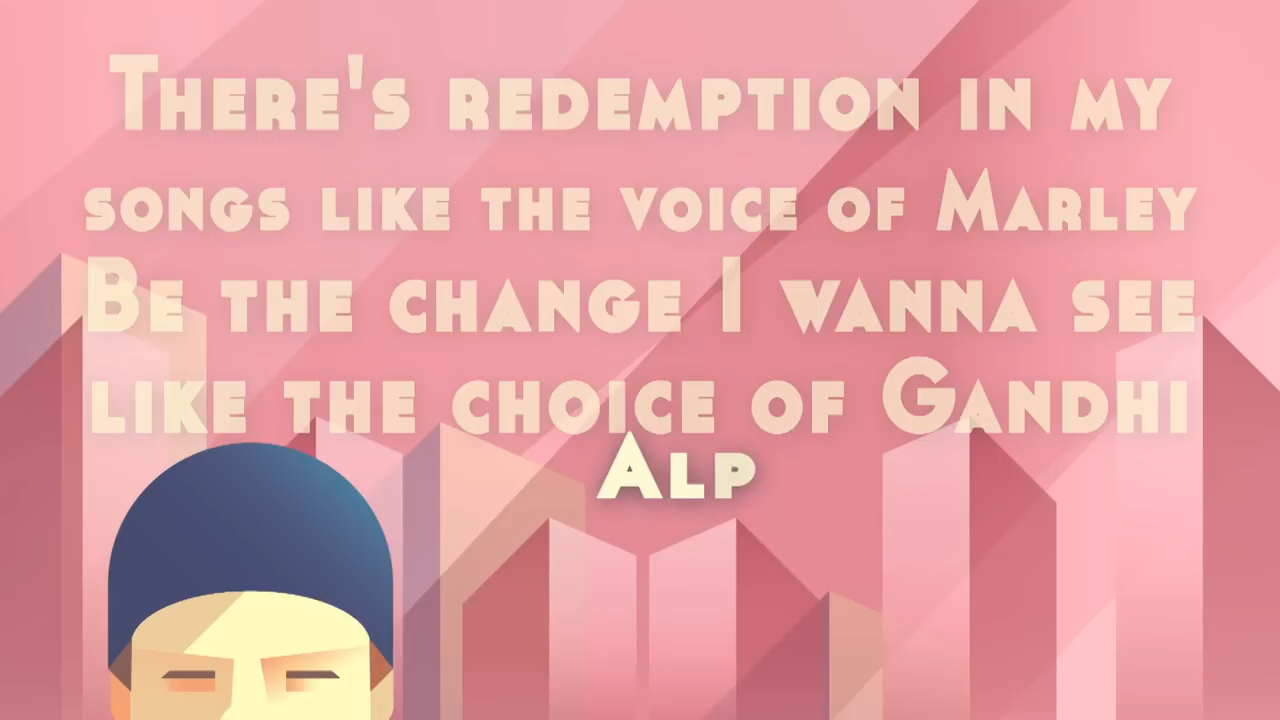 There's redemption in my
songs like the voice of Marley
Be the change I wanna see
like the choice of Gandhi
Alp